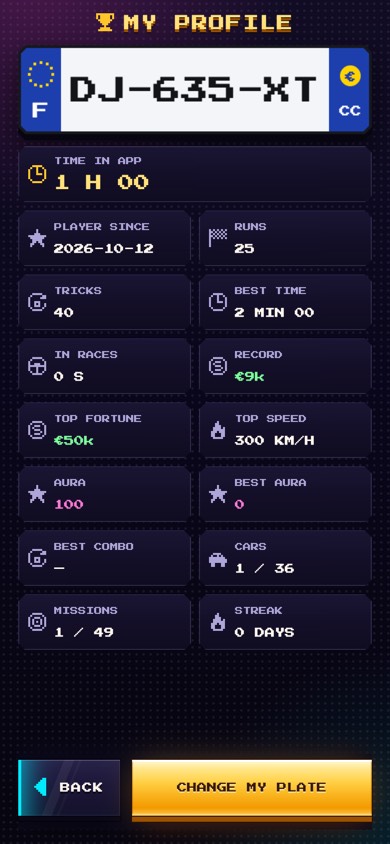 MY PROFILE
F
DJ-635-XT
€
CC
TIME IN APP
1 H 00
PLAYER SINCE
2026-10-12
RUNS
25
TRICKS
40
BEST TIME
2 MIN 00
IN RACES
0 S
RECORD
€9k
TOP FORTUNE
€50k
TOP SPEED
300 KM/H
AURA
100
BEST AURA
0
BEST COMBO
–
CARS
1 / 36
MISSIONS
1 / 49
STREAK
0 DAYS
BACK
CHANGE MY PLATE